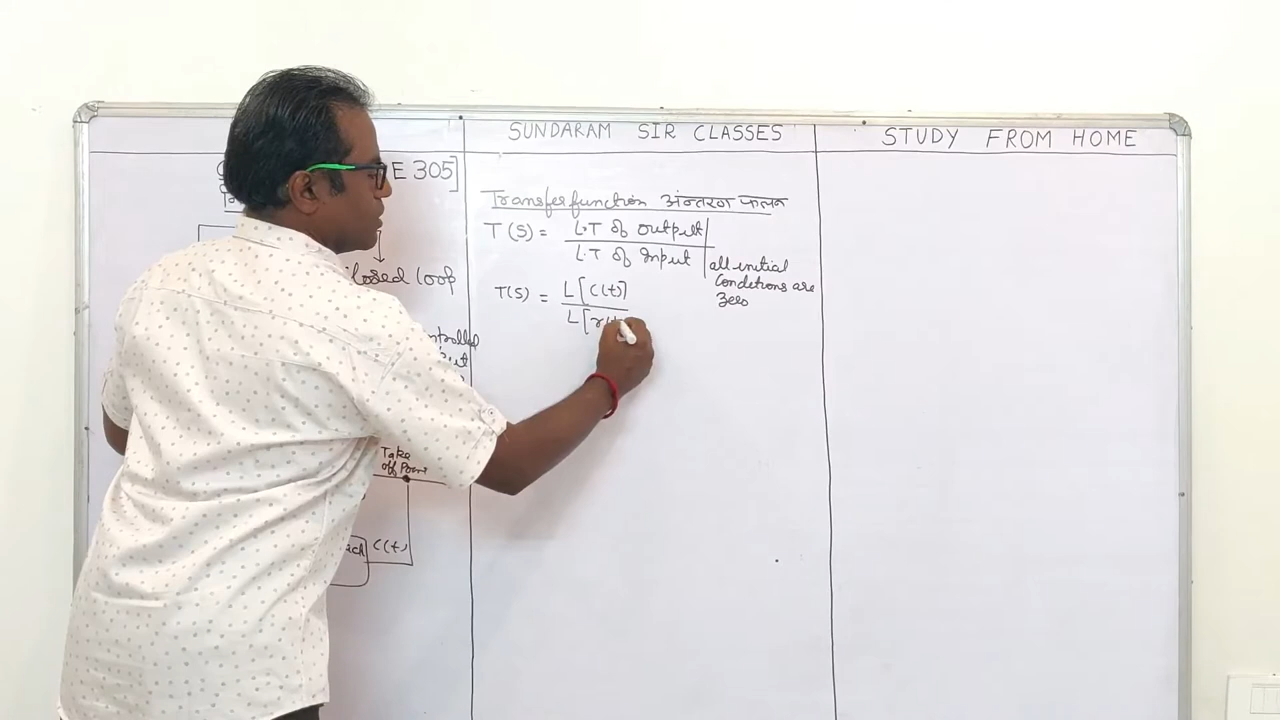 SUNDARAM SIR CLASSES
STUDY FROM HOME
E 305]
Closed loop
Take
off Point
C(t)
Transfer function अंतरण फलन
T(S) = L.T of output
L.T of Input
all initial
conditions are
zero
T(S) = L[C(t)]
L[r(t